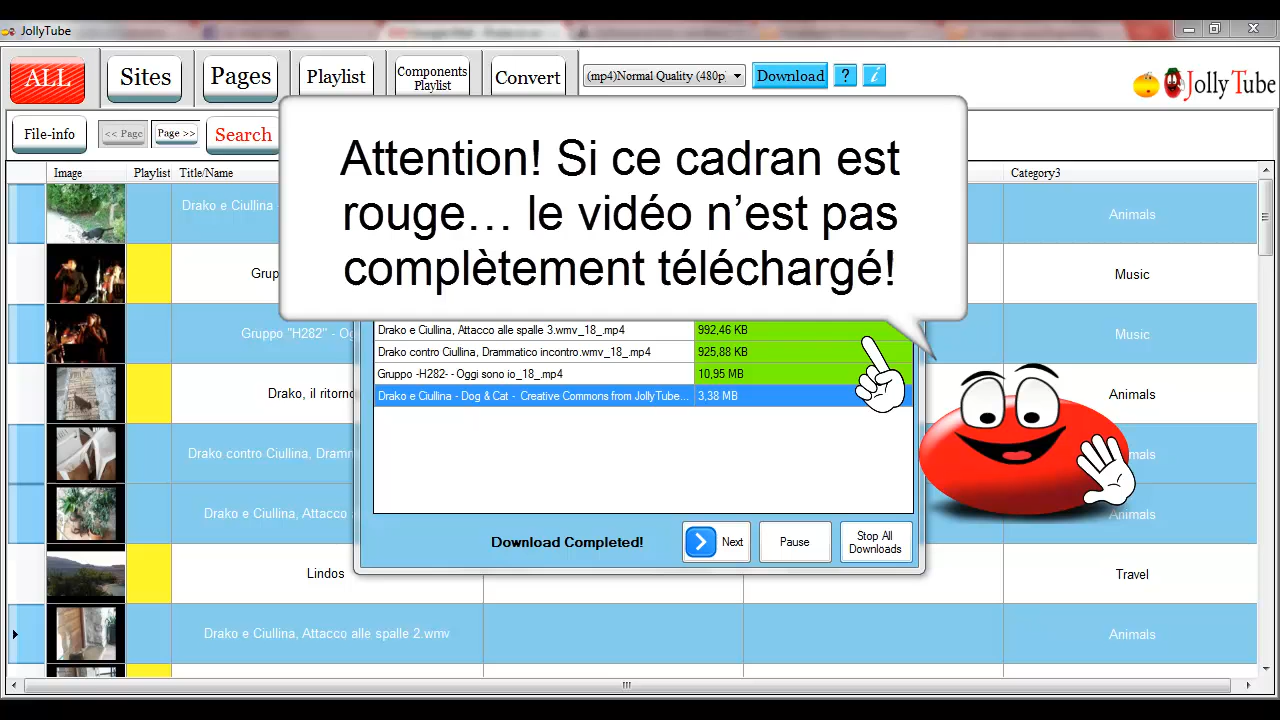 JollyTube
ALL
Sites
Pages
Playlist
Components
Playlist
Convert
(mp4)Normal Quality (480p)
Download
?
i
Jolly Tube
File-info
<< Page
Page >>
Search
Attention! Si ce cadran est
rouge… le vidéo n’est pas
complètement téléchargé!
Image
Playlist
Title/Name
Category3
Drako e Ciullina -
Animals
Music
Gruppo "H282" - Og
Music
Drako, il ritorno
Animals
Drako contro Ciullina, Dramm
Drako e Ciullina, Attacco
Animals
Lindos
Travel
Drako e Ciullina, Attacco alle spalle 2.wmv
Animals
Drako e Ciullina, Attacco alle spalle 3.wmv_18_.mp4
992,46 KB
Drako contro Ciullina, Drammatico incontro.wmv_18_.mp4
925,88 KB
Gruppo -H282- - Oggi sono io_18_.mp4
10,95 MB
Drako e Ciullina - Dog & Cat - Creative Commons from JollyTube...
3,38 MB
Download Completed!
Next
Pause
Stop All
Downloads